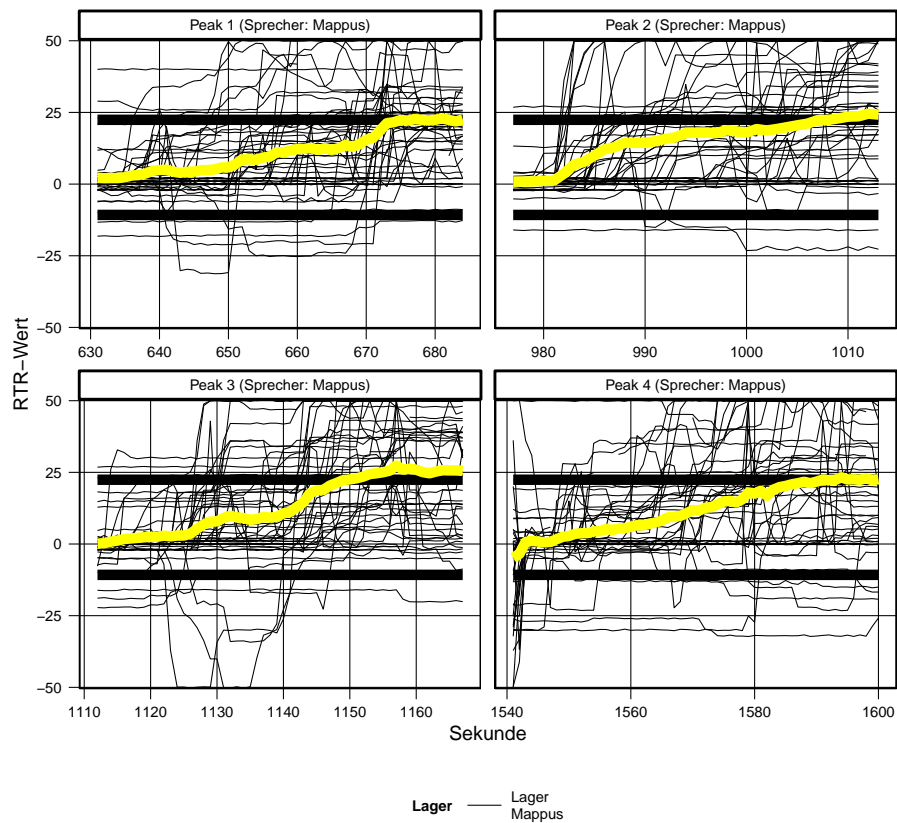 Peak 1 (Sprecher: Mappus)
Peak 2 (Sprecher: Mappus)
50
25
0
−25
−50
630 640 650 660 670 680
980 990 1000 1010
RTR−Wert
Peak 3 (Sprecher: Mappus)
Peak 4 (Sprecher: Mappus)
50
25
0
−25
−50
1110 1120 1130 1140 1150 1160
1540 1560 1580 1600
Sekunde
Lager
Lager
Mappus